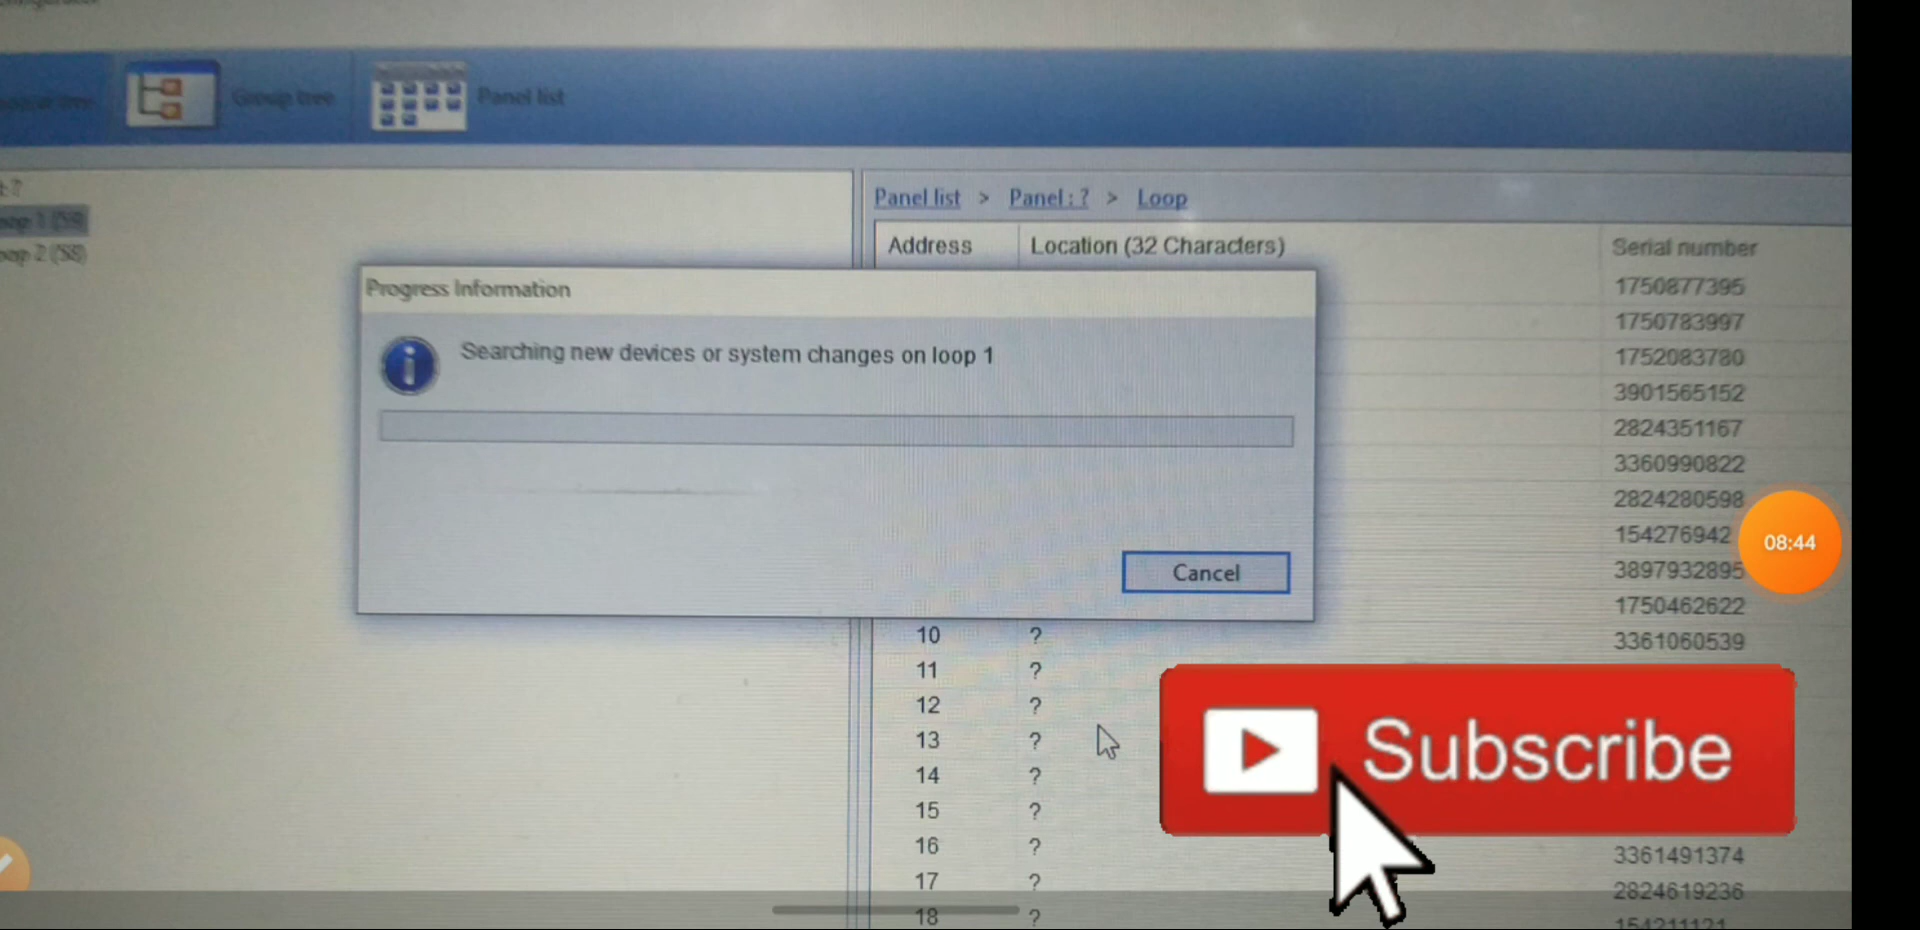 Group tree
Panel list
Panel list > Panel : ? > Loop
Address Location (32 Characters) Serial number
Progress Information
Searching new devices or system changes on loop 1
Cancel
1750877395
1750783997
1752083780
3901565152
2824351167
3360990822
2824280598
154276942
3897932895
1750462622
10 ? 3361060539
11 ?
12 ?
13 ?
14 ?
15 ?
16 ? 3361491374
17 ? 2824619236
18 ?
08:44
Subscribe